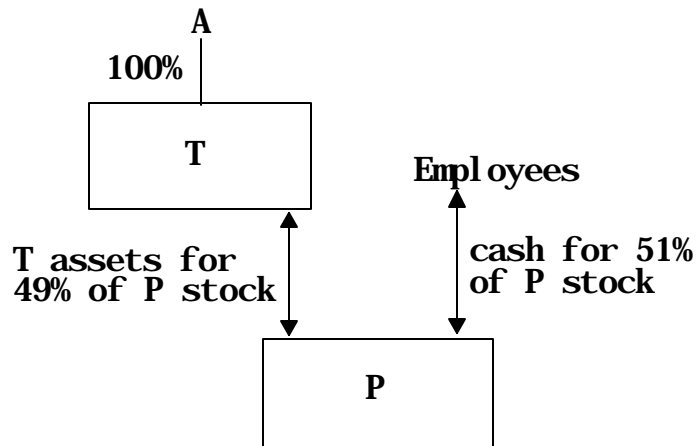 A
100%
T
Employees
T assets for
49% of P stock
cash for 51%
of P stock
P